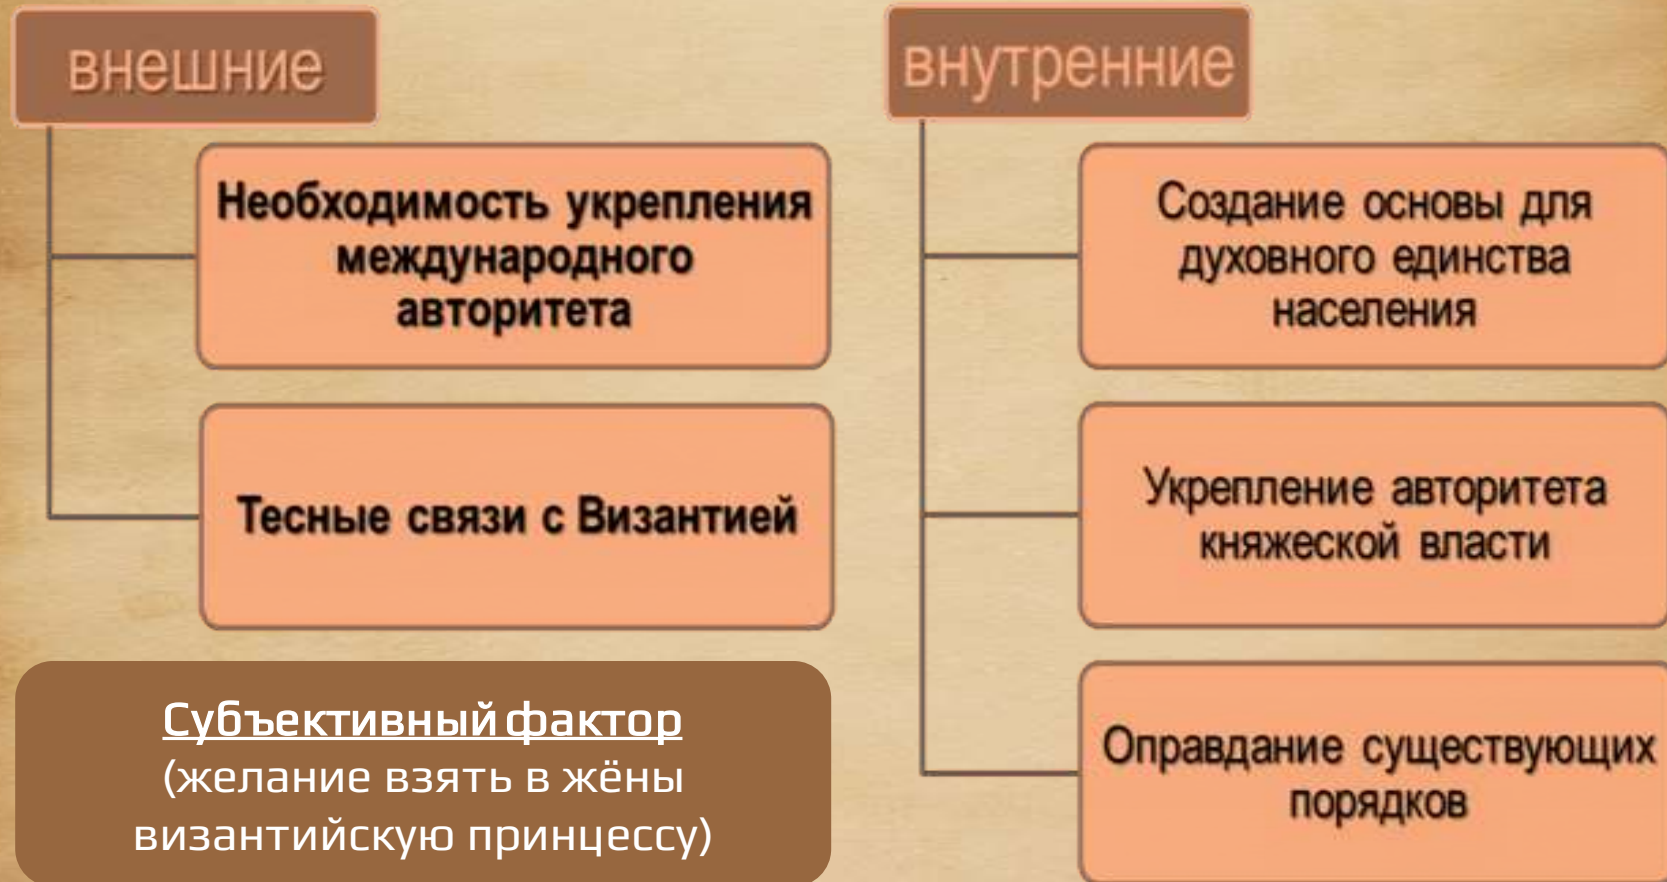 внешние
Необходимость укрепления
международного
авторитета
Тесные связи с Византией
Субъективный фактор
(желание взять в жёны
византийскую принцессу)
внутренние
Создание основы для
духовного единства
населения
Укрепление авторитета
княжеской власти
Оправдание существующих
порядков